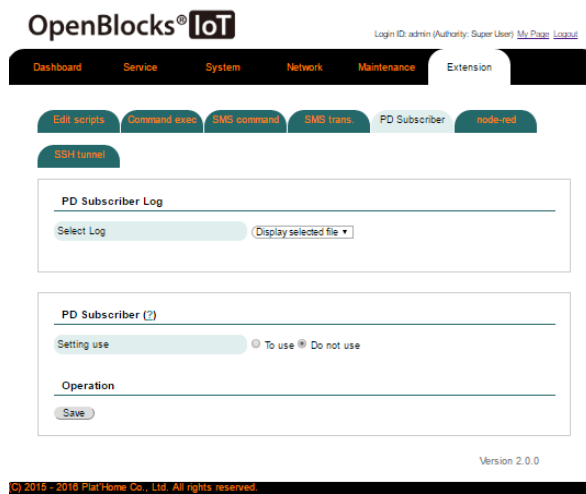 OpenBlocks® IoT
Login ID: admin (Authority: Super User) My Page Logout
Dashboard Service System Network Maintenance Extension
Edit scripts Command exec SMS command SMS trans. PD Subscriber node-red
SSH tunnel
PD Subscriber Log
Select Log Display selected file
PD Subscriber (?)
Setting use To use Do not use
Operation
Save
Version 2.0.0
(C) 2015 - 2016 Plat'Home Co., Ltd. All rights reserved.